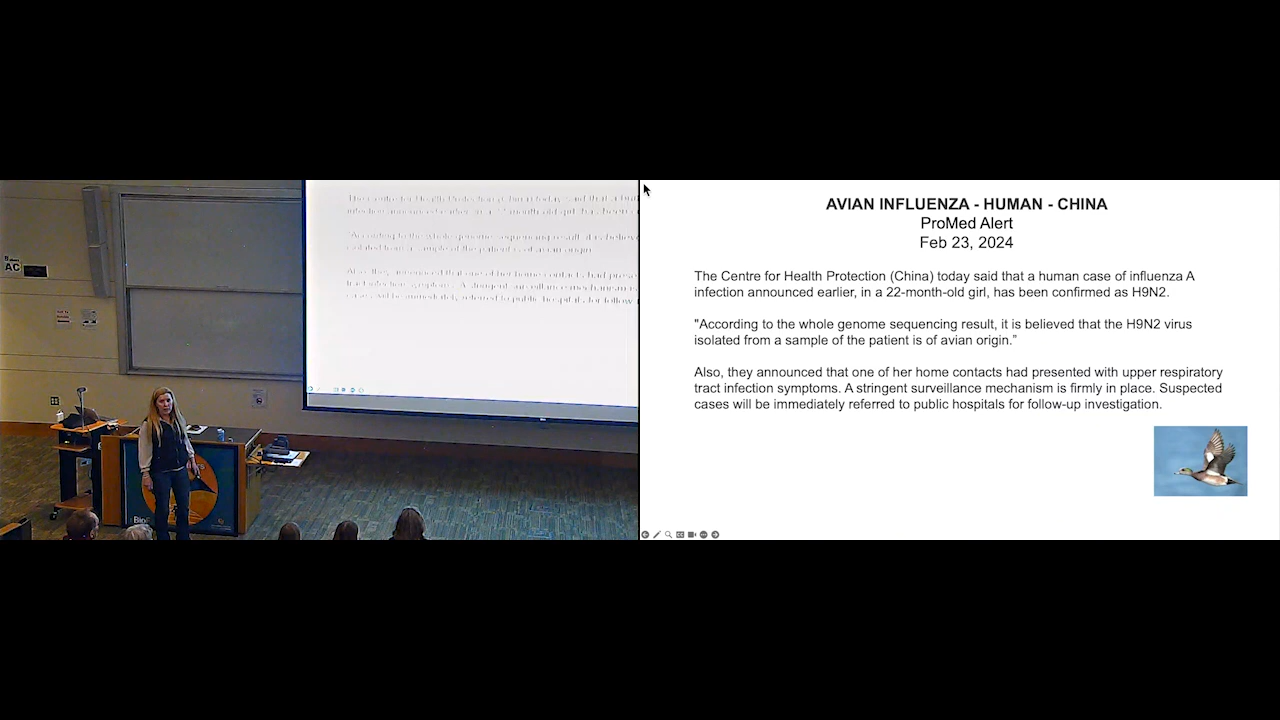 AC
The Centre for Health Protection
AVIAN INFLUENZA - HUMAN - CHINA
ProMed Alert
Feb 23, 2024
The Centre for Health Protection (China) today said that a human case of influenza A
infection announced earlier, in a 22-month-old girl, has been confirmed as H9N2.
"According to the whole genome sequencing result, it is believed that the H9N2 virus
isolated from a sample of the patient is of avian origin.”
Also, they announced that one of her home contacts had presented with upper respiratory
tract infection symptoms. A stringent surveillance mechanism is firmly in place. Suspected
cases will be immediately referred to public hospitals for follow-up investigation.